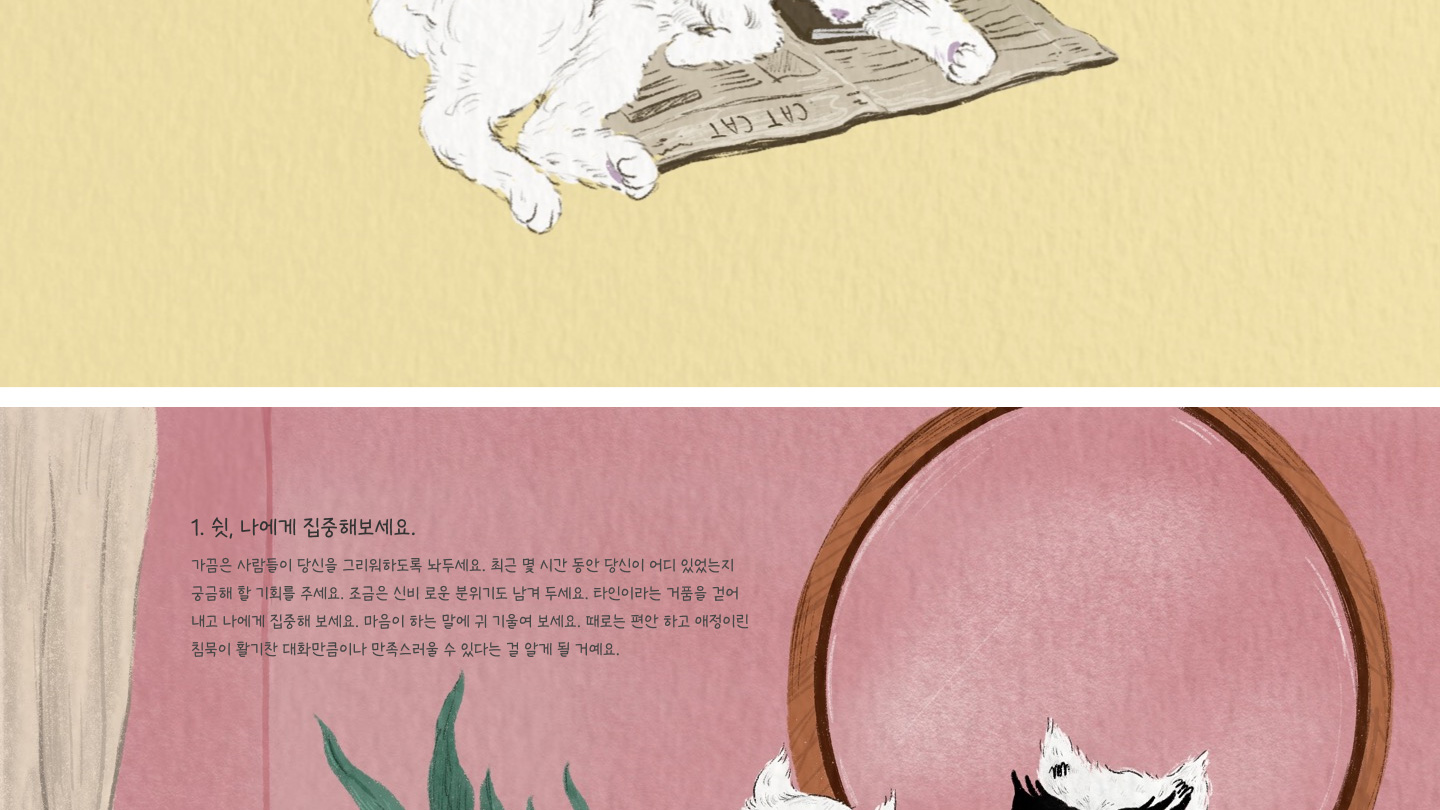 CAT CAT
1. 쉿, 나에게 집중해보세요.
가끔은 사람들이 당신을 그리워하도록 놔두세요. 최근 몇 시간 동안 당신이 어디 있었는지
궁금해 할 기회를 주세요. 조금은 신비 로운 분위기도 남겨 두세요. 타인이라는 거품을 걷어
내고 나에게 집중해 보세요. 마음이 하는 말에 귀 기울여 보세요. 때로는 편안 하고 애정어린
침묵이 활기찬 대화만큼이나 만족스러울 수 있다는 걸 알게 될 거예요.